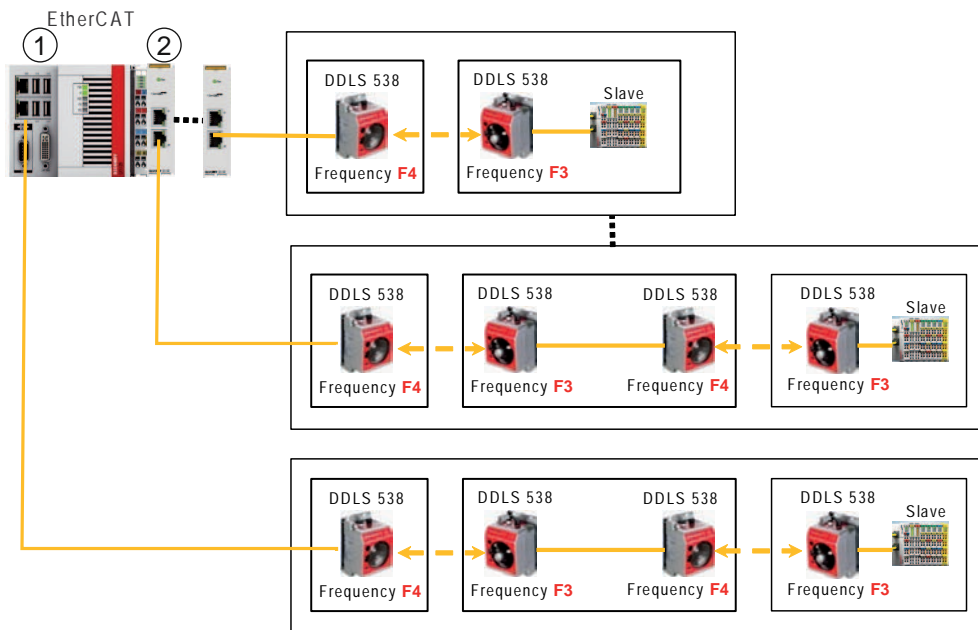 EtherCAT
1
2
DDLS 538
DDLS 538
Slave
Frequency F4
Frequency F3
DDLS 538
DDLS 538
DDLS 538
DDLS 538
Slave
Frequency F4
Frequency F3
Frequency F4
Frequency F3
DDLS 538
DDLS 538
DDLS 538
DDLS 538
Slave
Frequency F4
Frequency F3
Frequency F4
Frequency F3